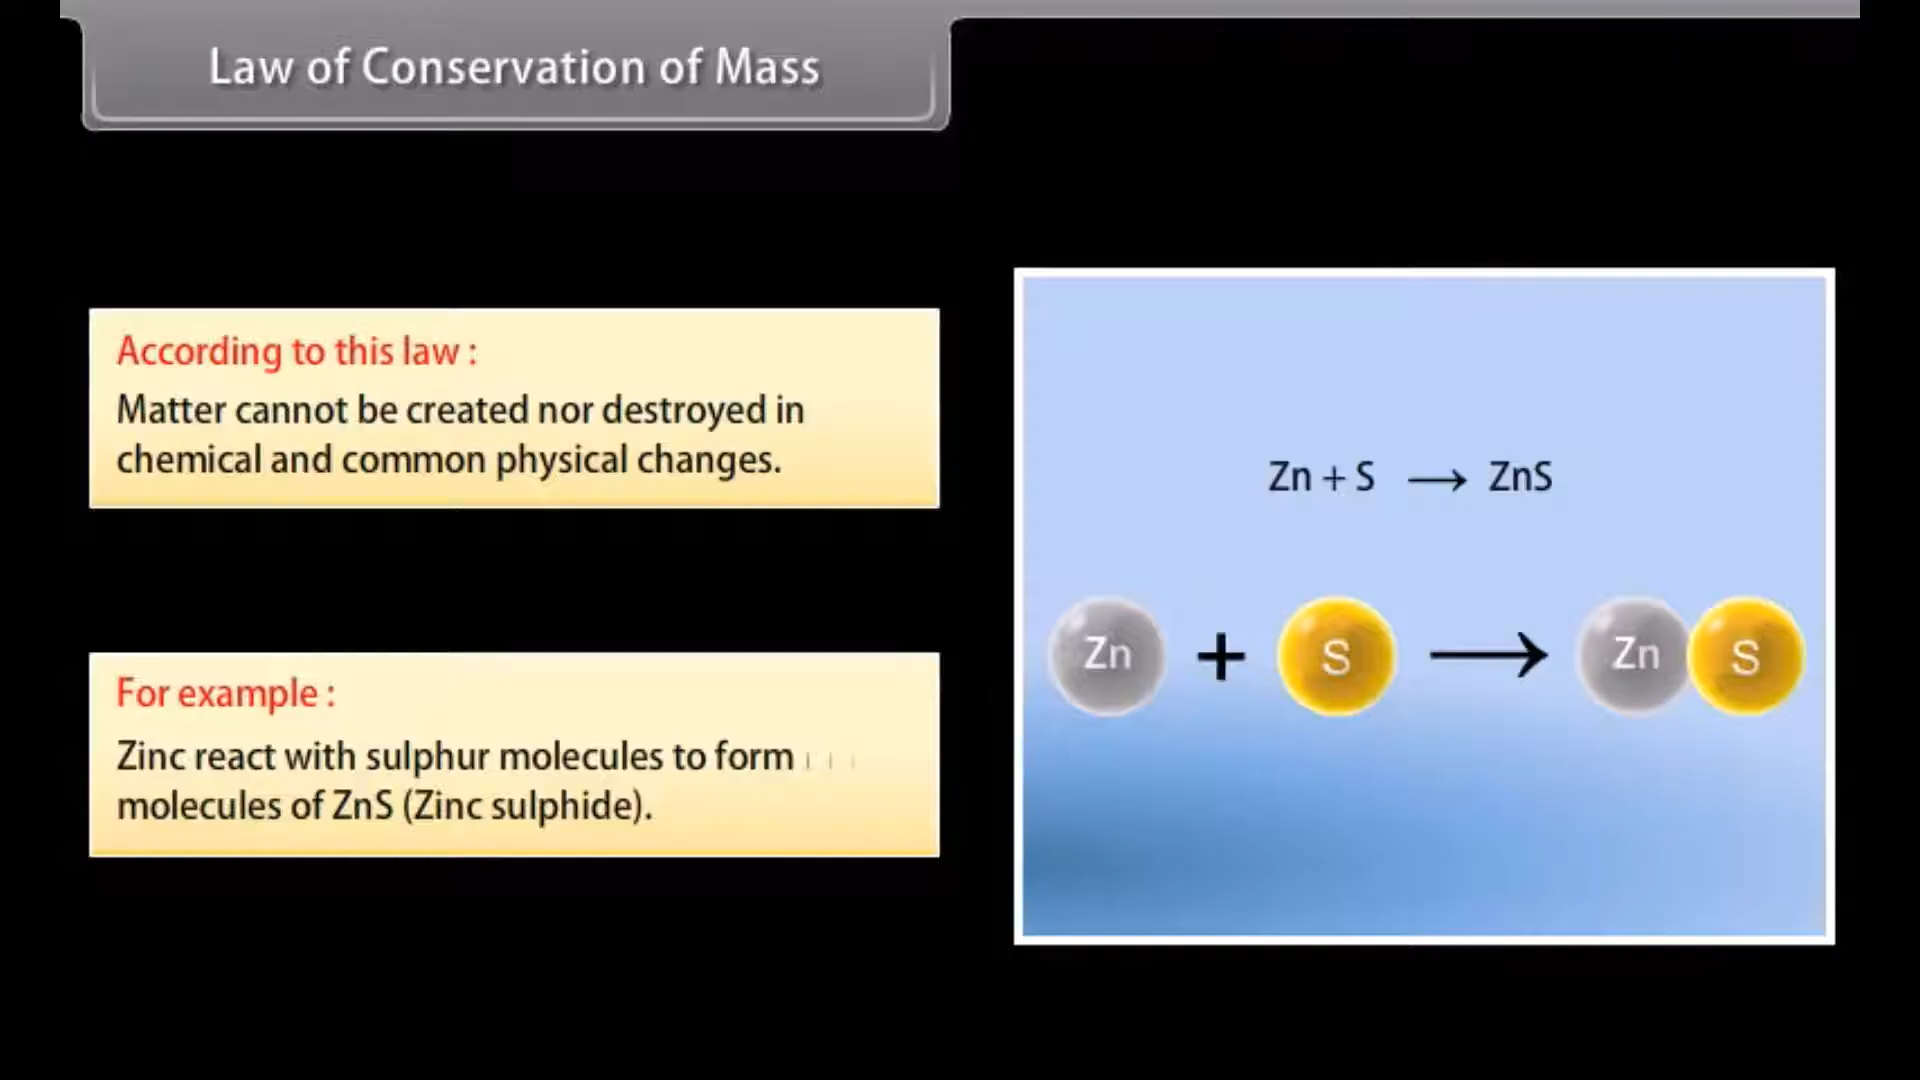 Law of Conservation of Mass
According to this law :
Matter cannot be created nor destroyed in
chemical and common physical changes.
For example :
Zinc react with sulphur molecules to form
molecules of ZnS (Zinc sulphide).
Zn + S → ZnS
Zn + S → Zn S